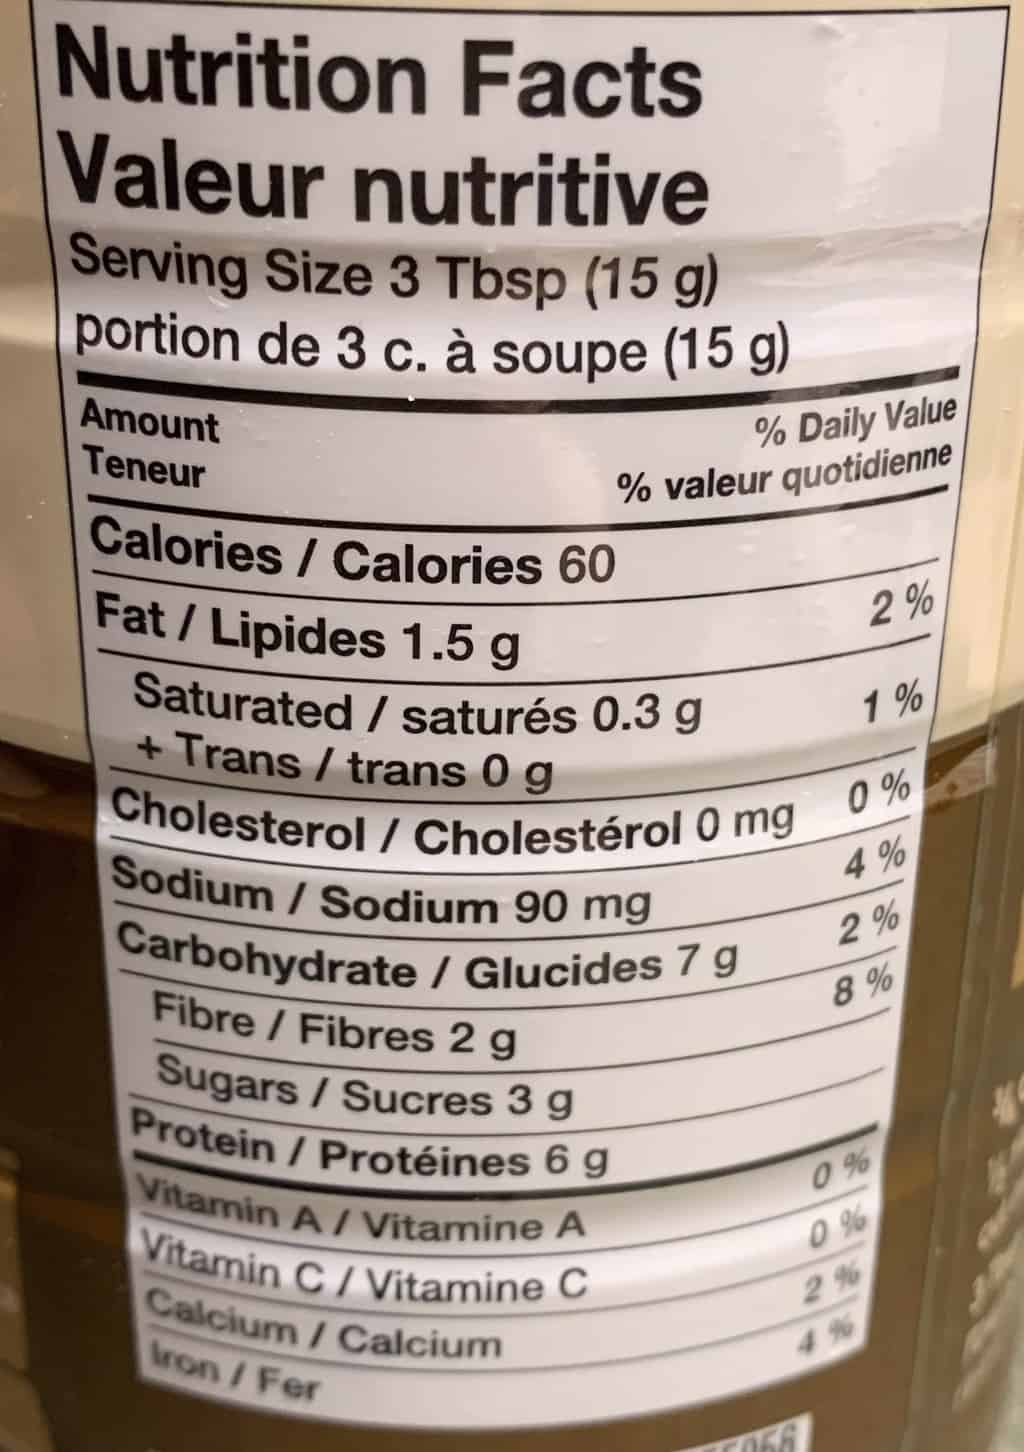 Nutrition Facts
Valeur nutritive
Serving Size 3 Tbsp (15 g)
portion de 3 c. à soupe (15 g)
Amount % Daily Value
Teneur % valeur quotidienne
Calories / Calories 60
Fat / Lipides 1.5 g 2 %
Saturated / saturés 0.3 g 1 %
+ Trans / trans 0 g
Cholesterol / Cholestérol 0 mg 0 %
Sodium / Sodium 90 mg 4 %
Carbohydrate / Glucides 7 g 2 %
Fibre / Fibres 2 g 8 %
Sugars / Sucres 3 g
Protein / Protéines 6 g
Vitamin A / Vitamine A 0 %
Vitamin C / Vitamine C 0 %
Calcium / Calcium 2 %
Iron / Fer 4 %